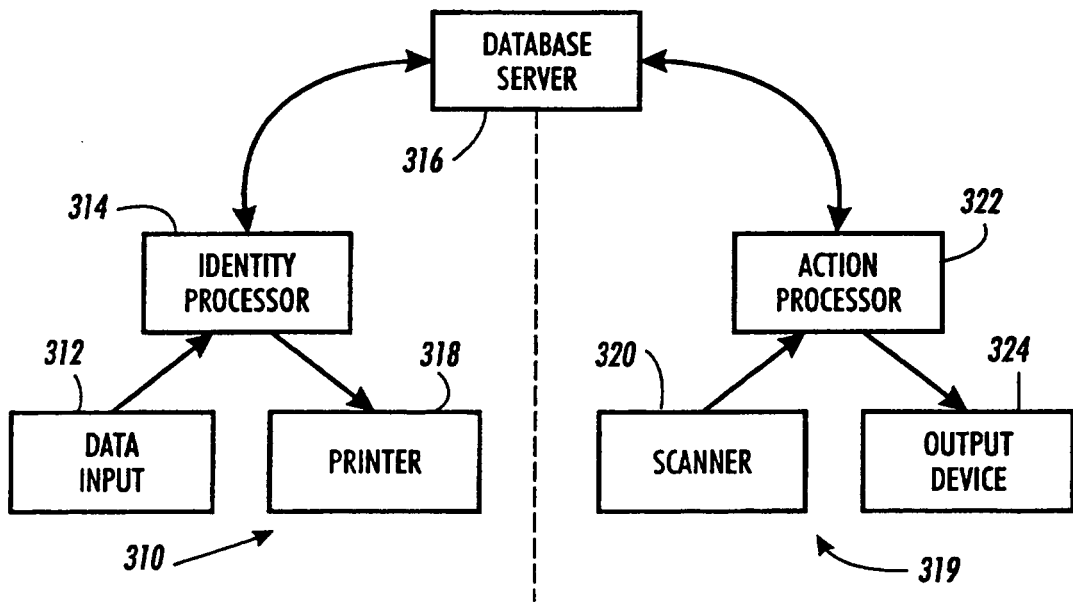 DATABASE
SERVER
316
314
322
IDENTITY
PROCESSOR
ACTION
PROCESSOR
312
318
320
324
DATA
INPUT
PRINTER
SCANNER
OUTPUT
DEVICE
310
319